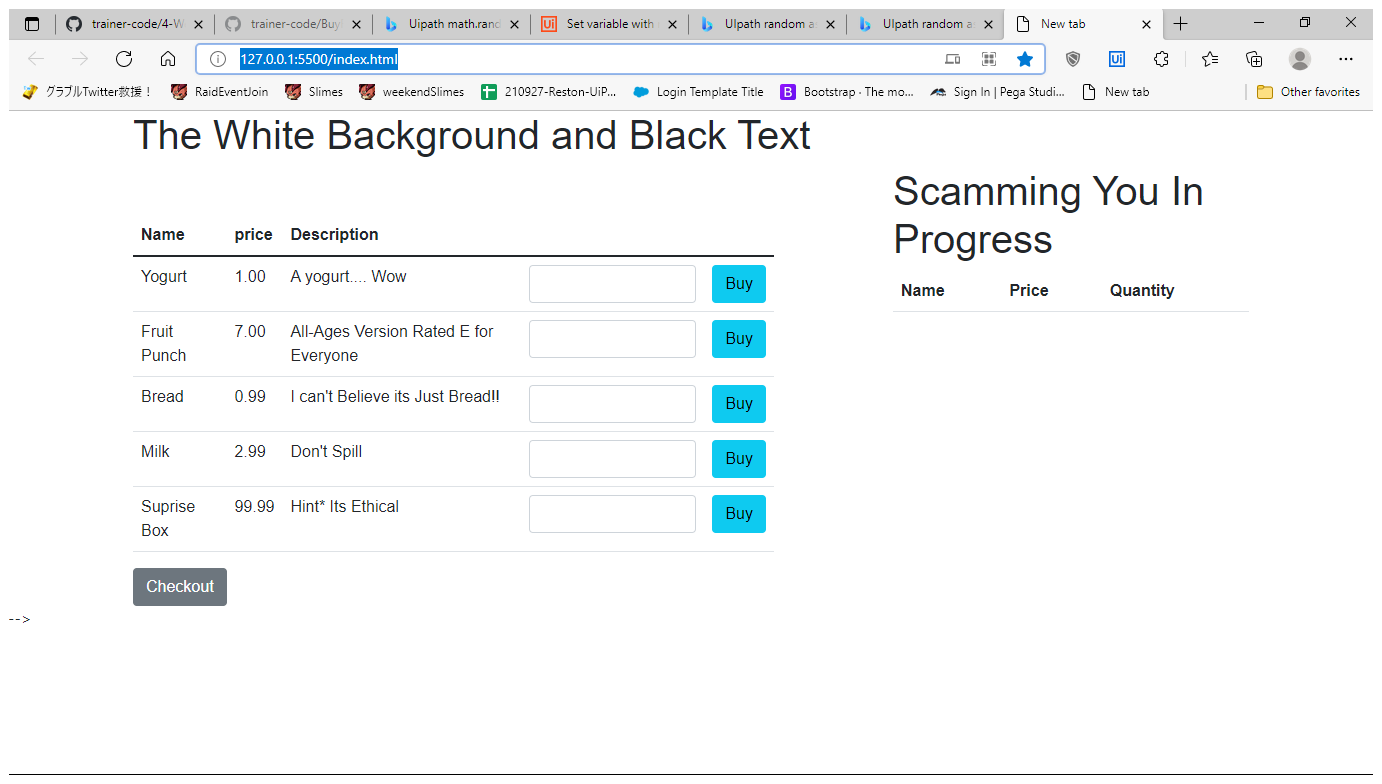 trainer-code/4-W
trainer-code/Buy
Uipath math.rand
Set variable with
UIpath random as
UIpath random as
New tab
127.0.0.1:5500/index.html
グラブルTwitter救援！ RaidEventJoin Slimes weekendSlimes 210927-Reston-UiP... Login Template Title Bootstrap · The mo... Sign In | Pega Studi... New tab Other favorites
The White Background and Black Text
Name price Description
Yogurt 1.00 A yogurt.... Wow Buy
Fruit Punch 7.00 All-Ages Version Rated E for Everyone Buy
Bread 0.99 I can't Believe its Just Bread!! Buy
Milk 2.99 Don't Spill Buy
Suprise Box 99.99 Hint* Its Ethical Buy
Checkout
-->
Scamming You In
Progress
Name Price Quantity